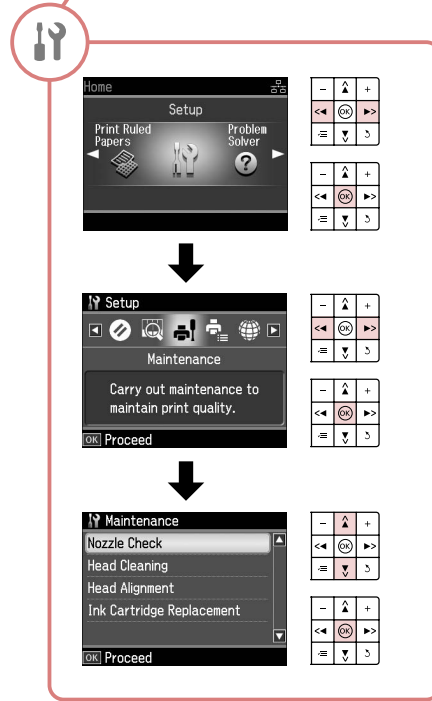 Home
Setup
Print Ruled Papers
Problem Solver
- +
OK
- +
OK
Setup
Maintenance
Carry out maintenance to
maintain print quality.
OK Proceed
- +
OK
- +
OK
Maintenance
Nozzle Check
Head Cleaning
Head Alignment
Ink Cartridge Replacement
OK Proceed
- +
OK
- +
OK